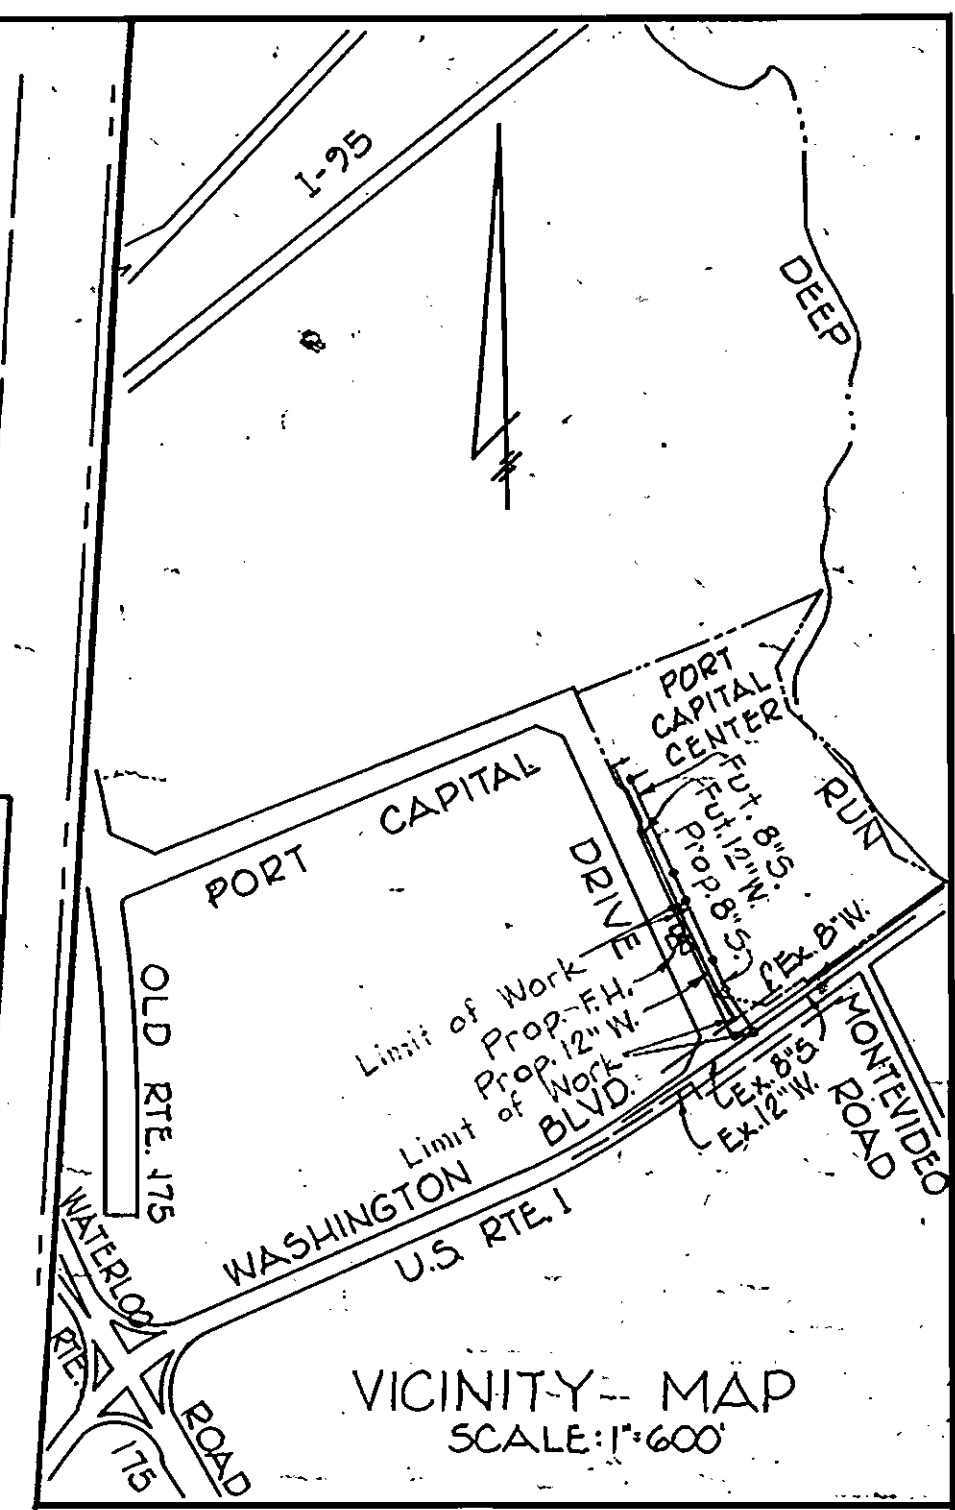 I-95
DEEP
PORT
CAPITAL
CENTER
RUN
Fut. 8"S.
Fut. 12"W.
Prop. 8"S.
Ex. 8"W.
PORT CAPITAL
DRIVE
Limit of Work
Prop. F.H.
Prop. 12" W.
Limit of Work
Ex. 8"S.
Ex. 12"W.
MONTEVIDEO
ROAD
OLD RTE. 175
WASHINGTON BLVD.
U.S. RTE. 1
WATERLOO
ROAD
RTE.
175
VICINITY MAP
SCALE: 1"=600'